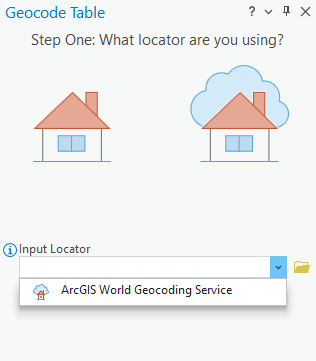 Geocode Table
Step One: What locator are you using?
Input Locator
ArcGIS World Geocoding Service